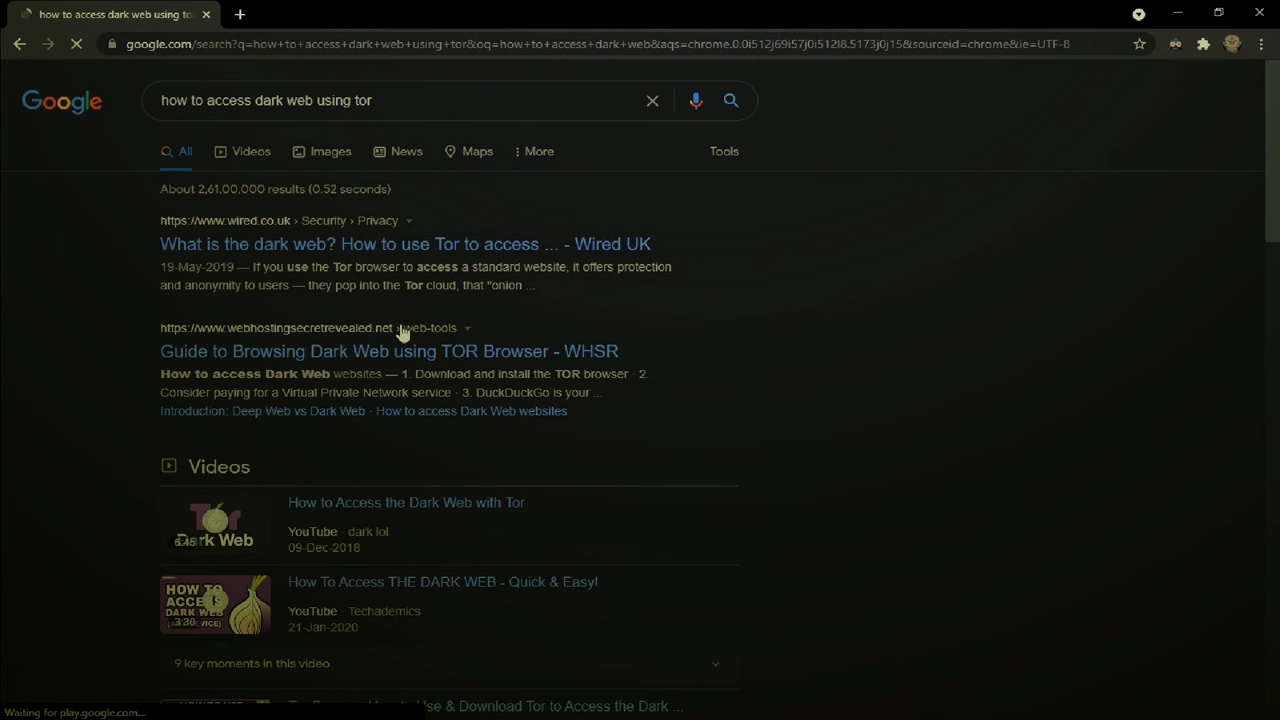 how to access dark web using to
google.com/search?q=how+to+access+dark+web+using+tor&oq=how+to+access+dark+web&aqs=chrome.0.0i512j69i57j0i512l8.5173j0j15&sourceid=chrome&ie=UTF-8
Google
how to access dark web using tor
All Videos Images News Maps More Tools
About 2,61,00,000 results (0.52 seconds)
https://www.wired.co.uk › Security › Privacy
What is the dark web? How to use Tor to access ... - Wired UK
19-May-2019 — If you use the Tor browser to access a standard website, it offers protection
and anonymity to users — they pop into the Tor cloud, that "onion ...
https://www.webhostingsecretrevealed.net › web-tools
Guide to Browsing Dark Web using TOR Browser - WHSR
How to access Dark Web websites — 1. Download and install the TOR browser · 2.
Consider paying for a Virtual Private Network service · 3. DuckDuckGo is your ...
Introduction: Deep Web vs Dark Web · How to access Dark Web websites
Videos
Tor
Dark Web
6:46
How to Access the Dark Web with Tor
YouTube · dark lol
09-Dec-2018
HOW TO
ACCESS
DARK WEB
3:30
How To Access THE DARK WEB - Quick & Easy!
YouTube · Techademics
21-Jan-2020
9 key moments in this video
Use & Download Tor to Access the Dark ...
Waiting for play.google.com...